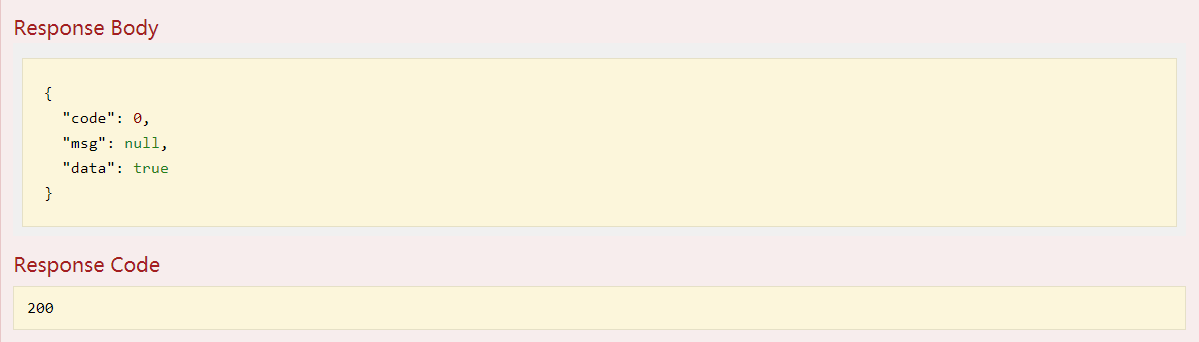 Response Body
{
  "code": 0,
  "msg": null,
  "data": true
}
Response Code
200